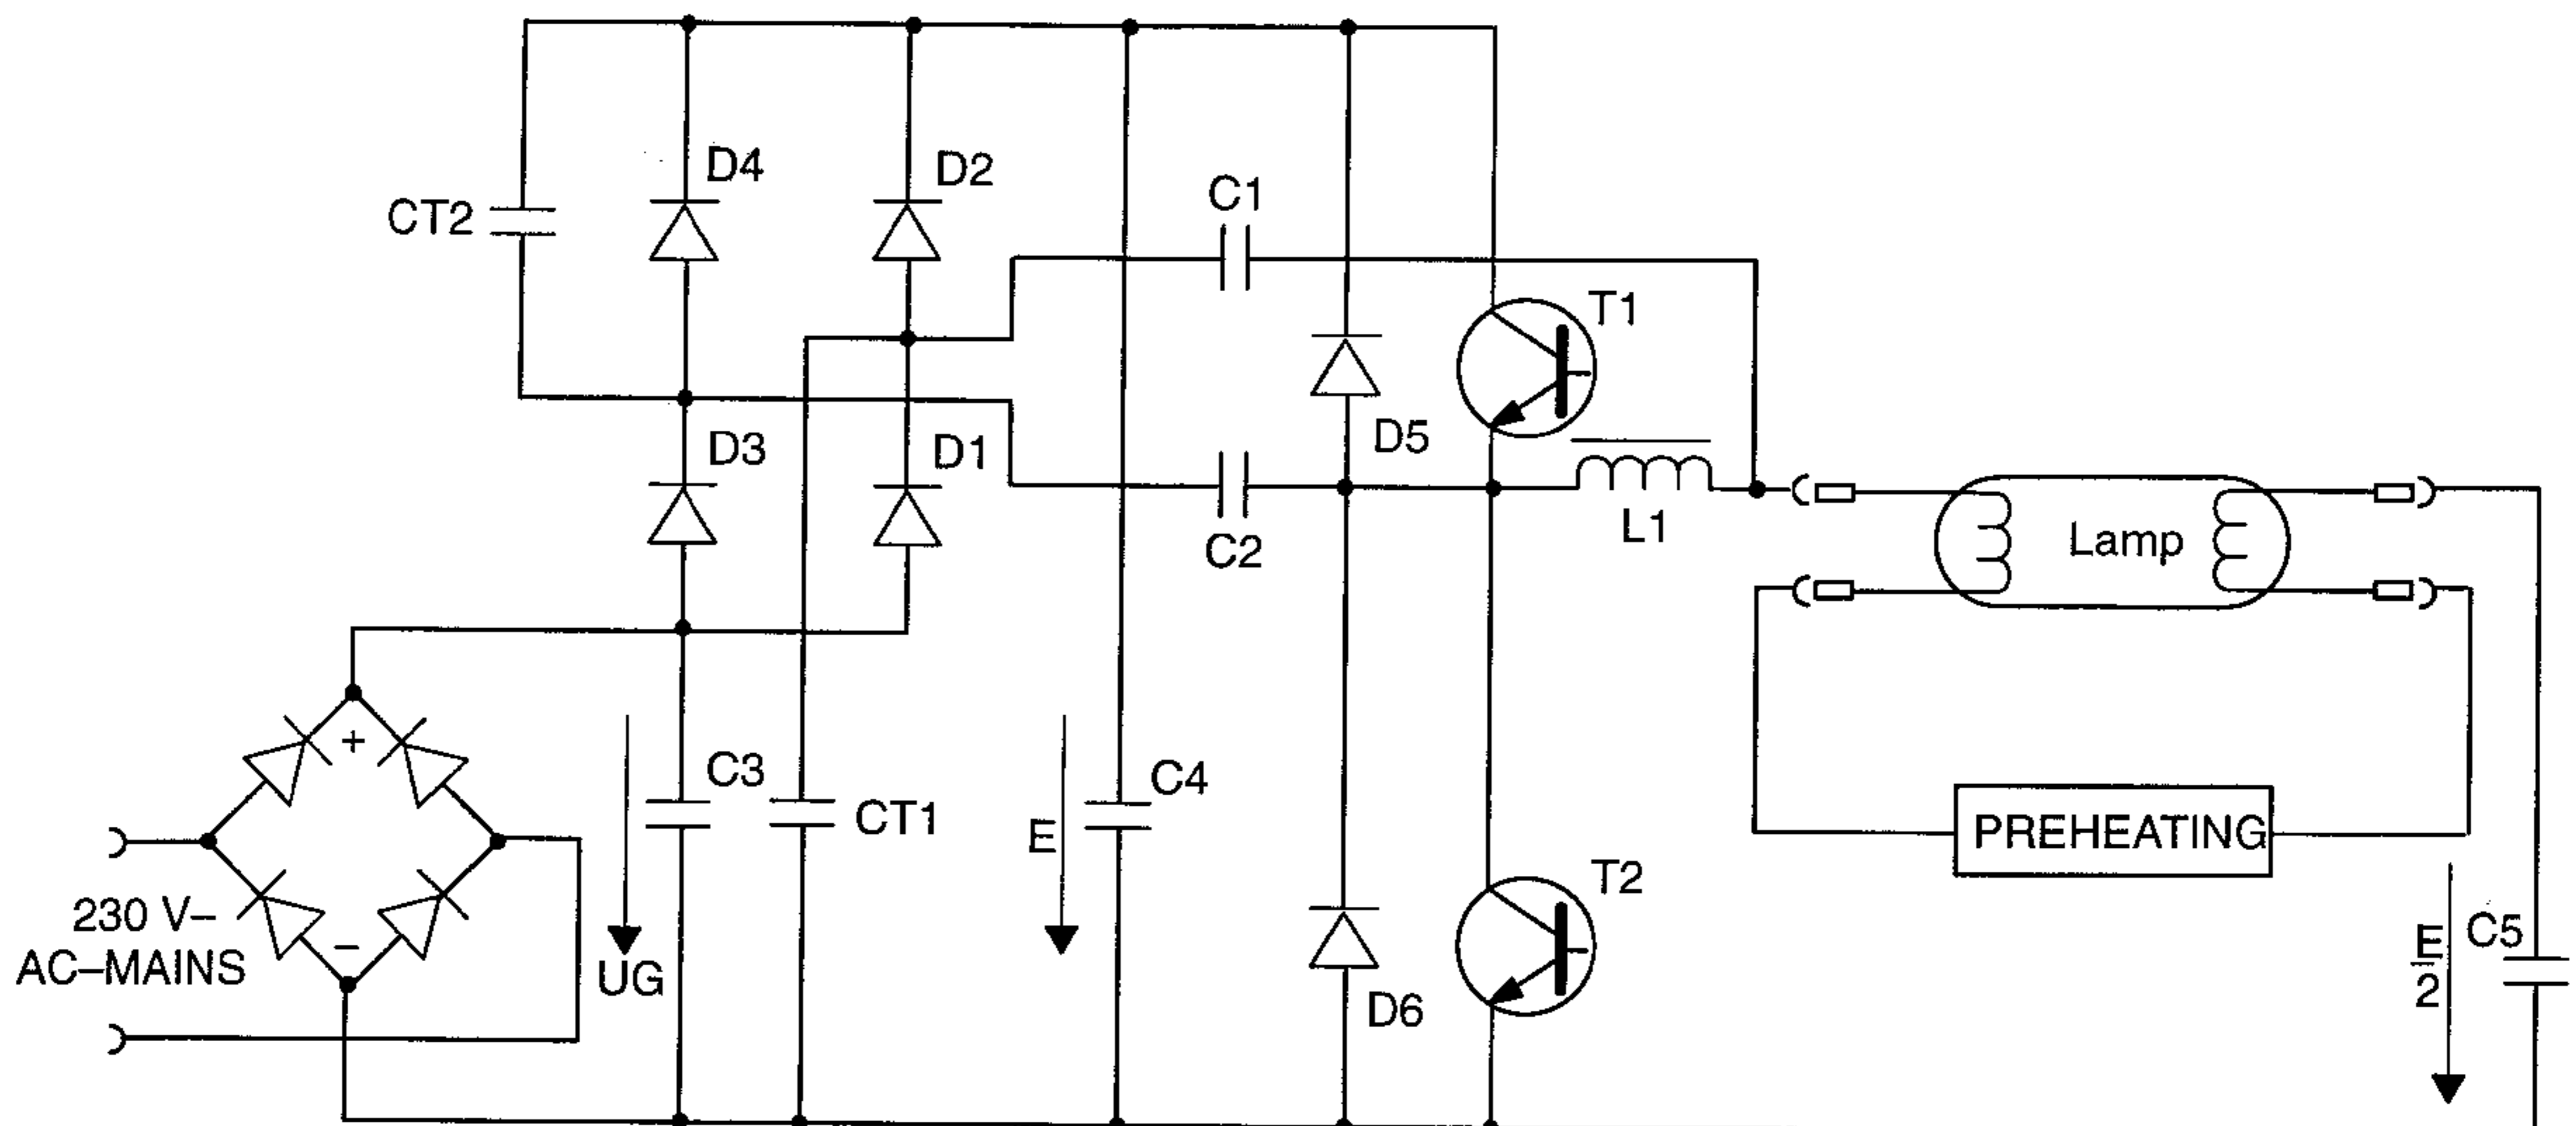 D4
D2
CT2
C1
T1
D3
D1
D5
C2
L1
Lamp
+
C3
CT1
E
C4
PREHEATING
230 V–
AC–MAINS
–
UG
T2
D6
E
2
C5